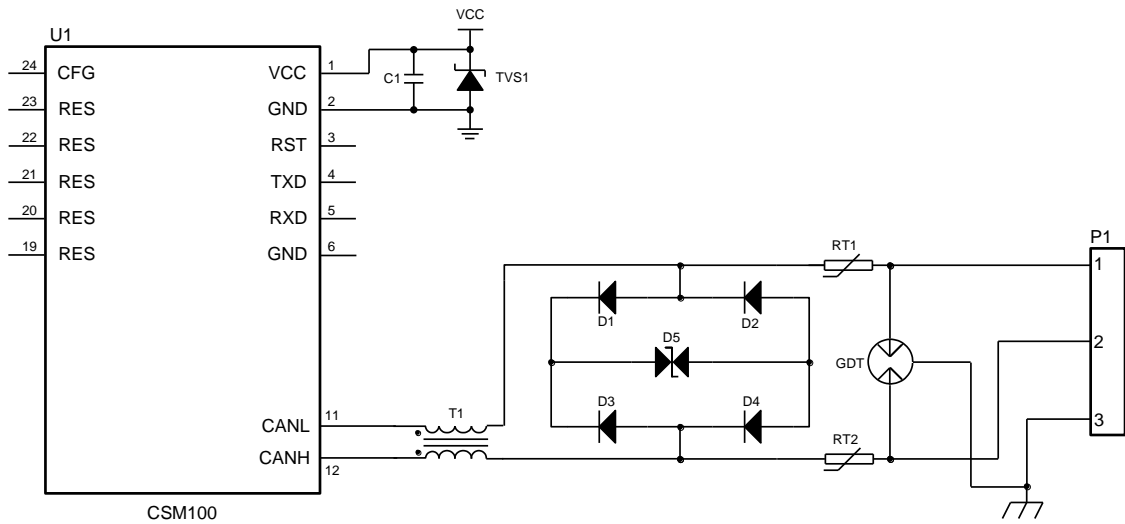 VCC
U1
24 CFG VCC 1
C1 TVS1
23 RES GND 2
22 RES RST 3
21 RES TXD 4
20 RES RXD 5
19 RES GND 6
P1
RT1
1
D1 D2
D5
GDT
2
D3 D4
T1
CANL 11
3
RT2
CANH 12
CSM100